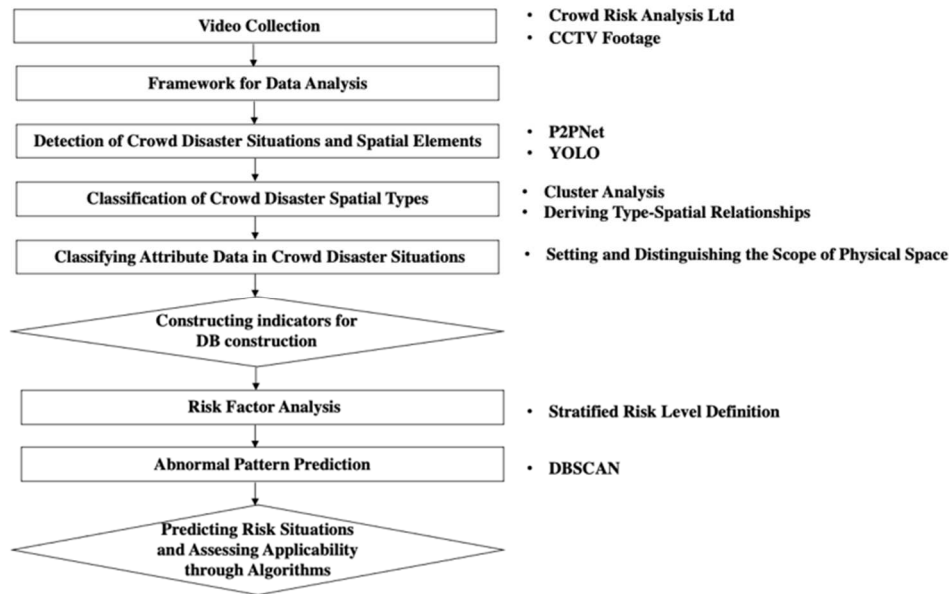 Video Collection
• Crowd Risk Analysis Ltd
• CCTV Footage
Framework for Data Analysis
Detection of Crowd Disaster Situations and Spatial Elements
• P2PNet
• YOLO
Classification of Crowd Disaster Spatial Types
• Cluster Analysis
• Deriving Type-Spatial Relationships
Classifying Attribute Data in Crowd Disaster Situations
• Setting and Distinguishing the Scope of Physical Space
Constructing indicators for
DB construction
Risk Factor Analysis
• Stratified Risk Level Definition
Abnormal Pattern Prediction
• DBSCAN
Predicting Risk Situations
and Assessing Applicability
through Algorithms